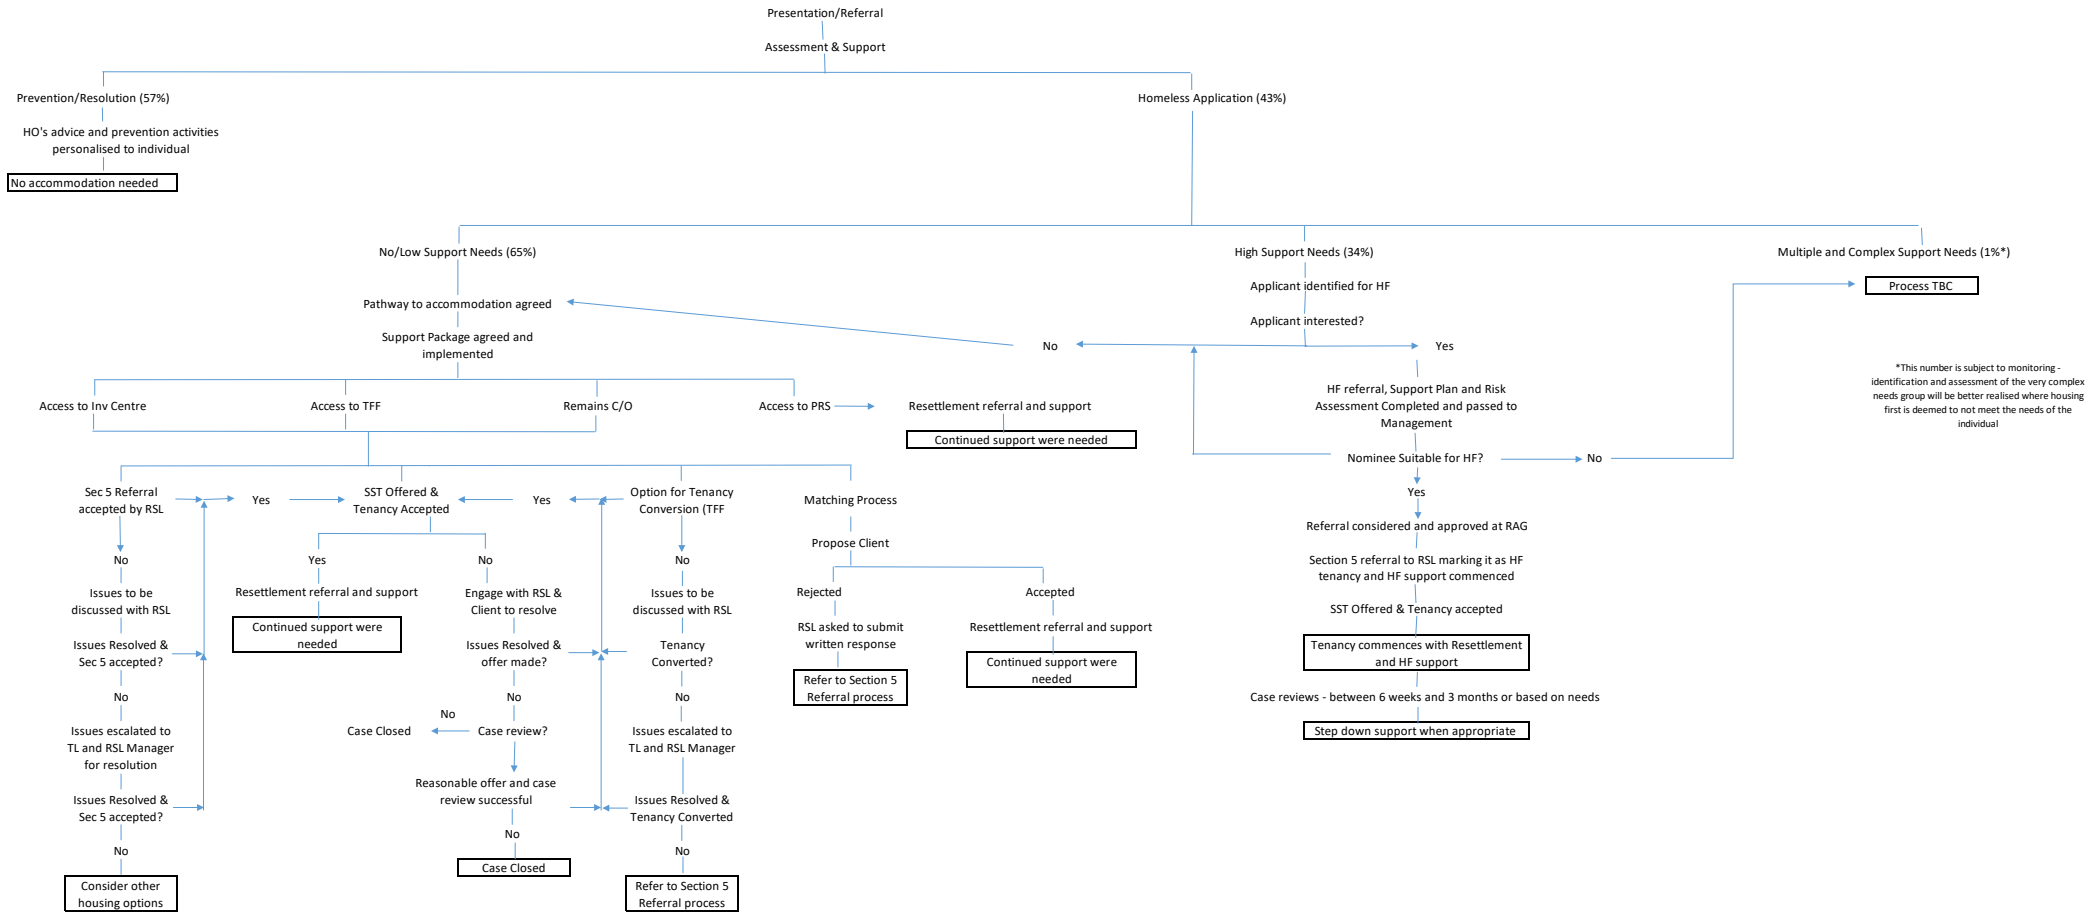 Presentation/Referral
Assessment & Support
Prevention/Resolution (57%)
Homeless Application (43%)
HO's advice and prevention activities
personalised to individual
No accommodation needed
No/Low Support Needs (65%)
High Support Needs (34%)
Multiple and Complex Support Needs (1%*)
Applicant identified for HF
Process TBC
Pathway to accommodation agreed
Applicant interested?
Support Package agreed and
implemented
No
Yes
*This number is subject to monitoring -
identification and assessment of the very complex
needs group will be better realised where housing
first is deemed to not meet the needs of the
individual
HF referral, Support Plan and Risk
Assessment Completed and passed to
Management
Access to Inv Centre
Access to TFF
Remains C/O
Access to PRS
Resettlement referral and support
Continued support were needed
Nominee Suitable for HF?
No
Sec 5 Referral
accepted by RSL
Yes
SST Offered &
Tenancy Accepted
Yes
Option for Tenancy
Conversion (TFF
Matching Process
Yes
Referral considered and approved at RAG
Propose Client
No
Yes
No
No
Section 5 referral to RSL marking it as HF
tenancy and HF support commenced
Issues to be
discussed with RSL
Resettlement referral and support
Engage with RSL &
Client to resolve
Issues to be
discussed with RSL
Rejected
Accepted
SST Offered & Tenancy accepted
Continued support were
needed
RSL asked to submit
written response
Resettlement referral and support
Issues Resolved &
Sec 5 accepted?
Issues Resolved &
offer made?
Tenancy
Converted?
Tenancy commences with Resettlement
and HF support
Continued support were
needed
Refer to Section 5
Referral process
No
No
No
Case reviews - between 6 weeks and 3 months or based on needs
No
Case Closed
Case review?
Issues escalated to
TL and RSL Manager
for resolution
Issues escalated to
TL and RSL Manager
Step down support when appropriate
Reasonable offer and case
review successful
Issues Resolved &
Sec 5 accepted?
Issues Resolved &
Tenancy Converted
No
No
No
Case Closed
Consider other
housing options
Refer to Section 5
Referral process